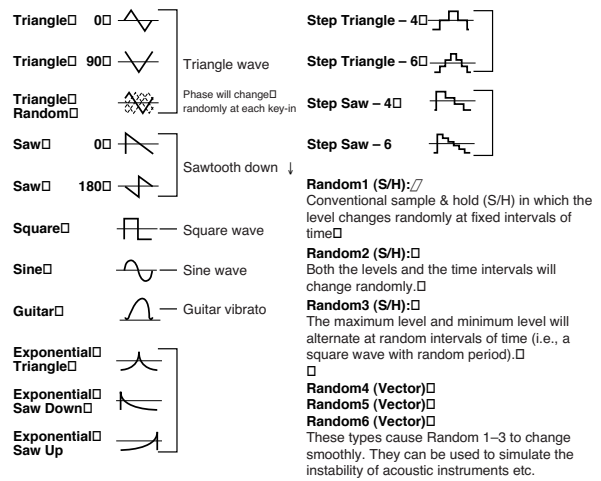 Triangle 0
Triangle 90
Triangle wave
Triangle
Random
Phase will change
randomly at each key-in
Saw 0
Saw 180
Sawtooth down ↓
Square
Square wave
Sine
Sine wave
Guitar
Guitar vibrato
Exponential
Triangle
Exponential
Saw Down
Exponential
Saw Up
Step Triangle – 4
Step Triangle – 6
Step Saw – 4
Step Saw – 6
Random1 (S/H):
Conventional sample & hold (S/H) in which the
level changes randomly at fixed intervals of
time
Random2 (S/H):
Both the levels and the time intervals will
change randomly.
Random3 (S/H):
The maximum level and minimum level will
alternate at random intervals of time (i.e., a
square wave with random period).
Random4 (Vector)
Random5 (Vector)
Random6 (Vector)
These types cause Random 1–3 to change
smoothly. They can be used to simulate the
instability of acoustic instruments etc.